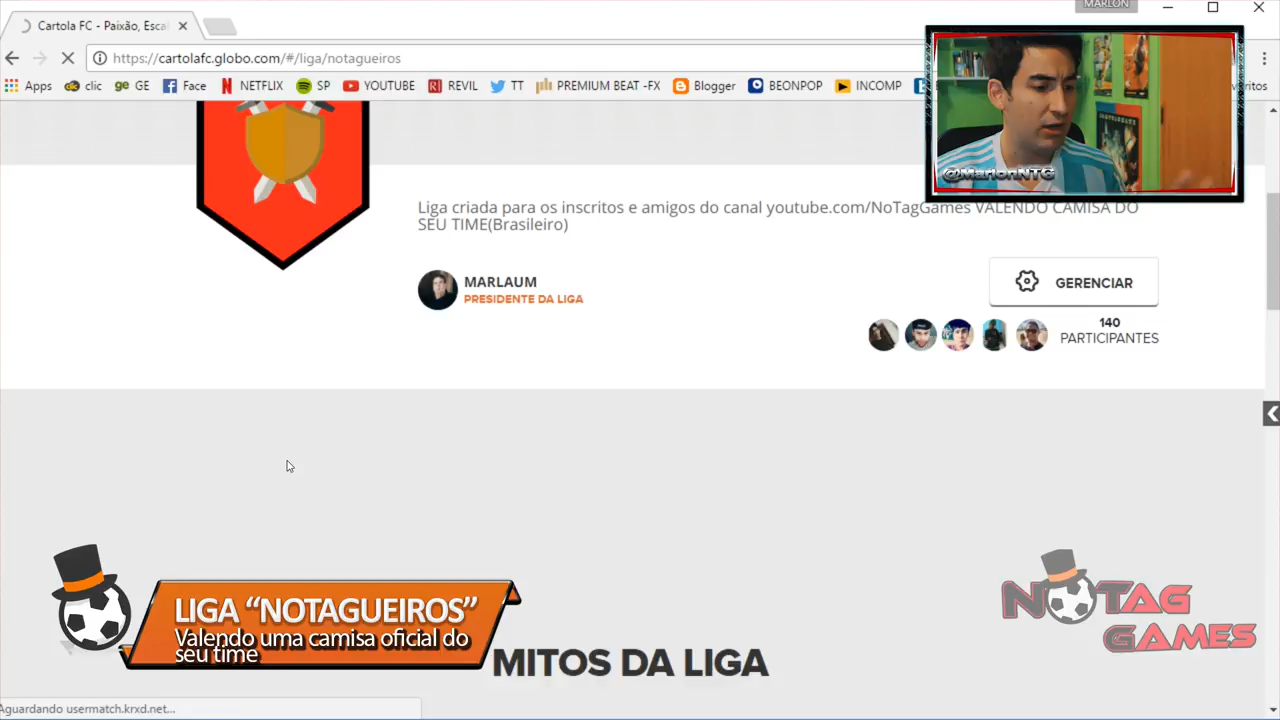 MARLON
Cartola FC - Paixão, Esca
https://cartolafc.globo.com/#/liga/notagueiros
Apps clic GE Face NETFLIX SP YOUTUBE REVIL TT PREMIUM BEAT -FX Blogger BEONPOP INCOMP voritos
@MarlonNTG
Liga criada para os inscritos e amigos do canal youtube.com/NoTagGames VALENDO CAMISA DO
SEU TIME(Brasileiro)
MARLAUM
PRESIDENTE DA LIGA
GERENCIAR
140
PARTICIPANTES
LIGA “NOTAGUEIROS”
Valendo uma camisa oficial do
seu time
NOTAG
GAMES
MITOS DA LIGA
Aguardando usermatch.krxd.net...